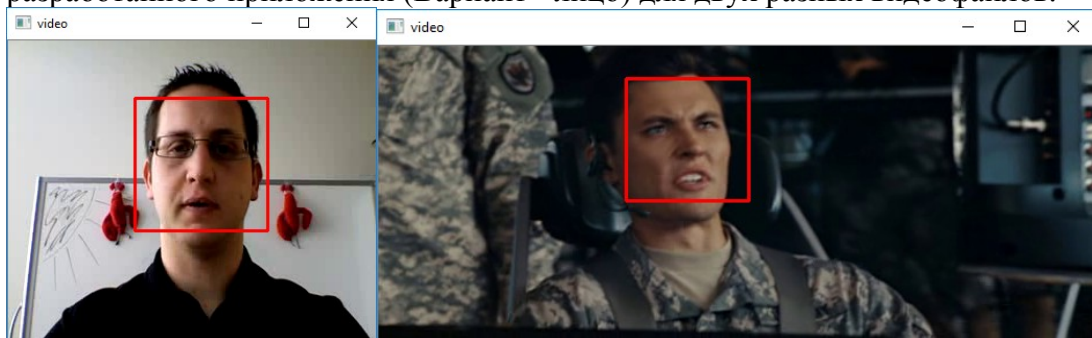 разработанного приложения (Вариант - лицо) для двух разных видеофайлов.
video
video